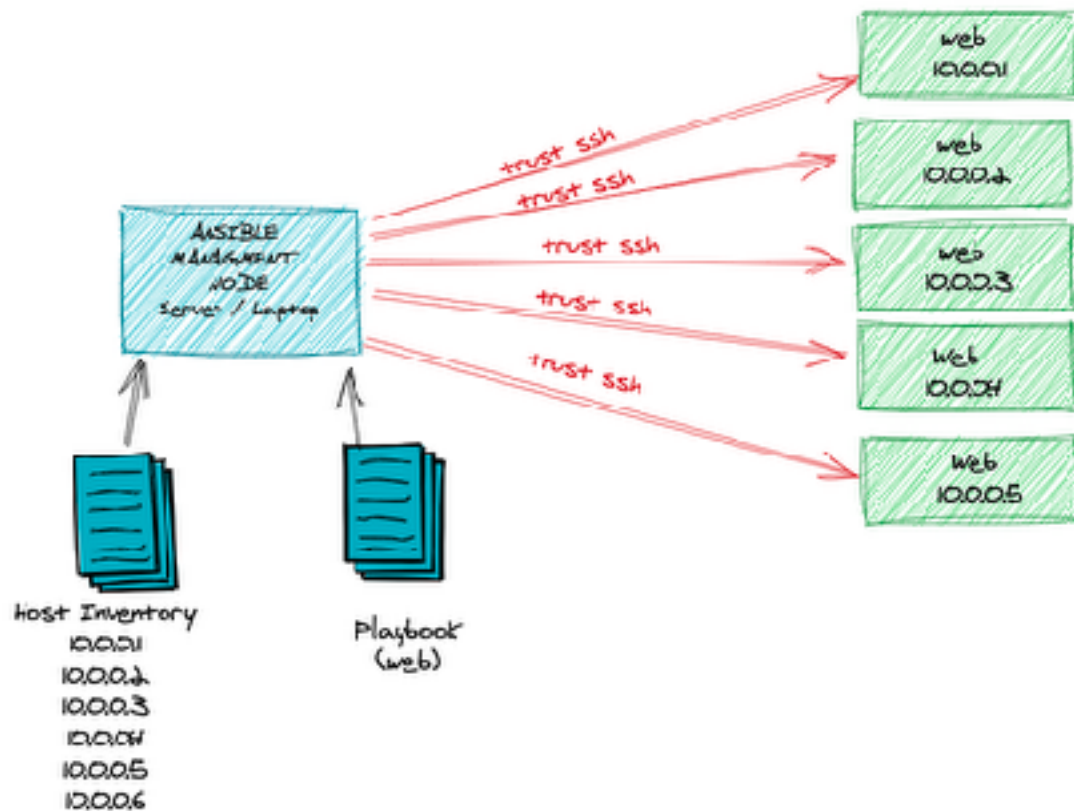 web
10.0.0.1
web
10.0.0.2
web
10.0.0.3
web
10.0.0.4
web
10.0.0.5
trust ssh
trust ssh
trust ssh
trust ssh
trust ssh
ANSIBLE
MANAGMENT
NODE
Server / Laptop
Host Inventory
10.0.0.1
10.0.0.2
10.0.0.3
10.0.0.4
10.0.0.5
10.0.0.6
Playbook
(web)